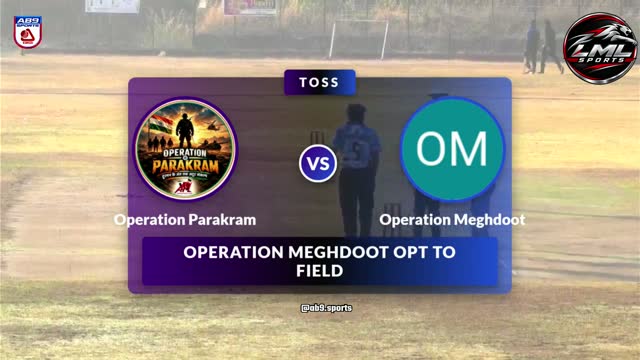 AB9
SPORTS
LML
SPORTS
TOSS
OPERATION
PARAKRAM
VS
OM
Operation Parakram
Operation Meghdoot
OPERATION MEGHDOOT OPT TO
FIELD
@ab9.sports